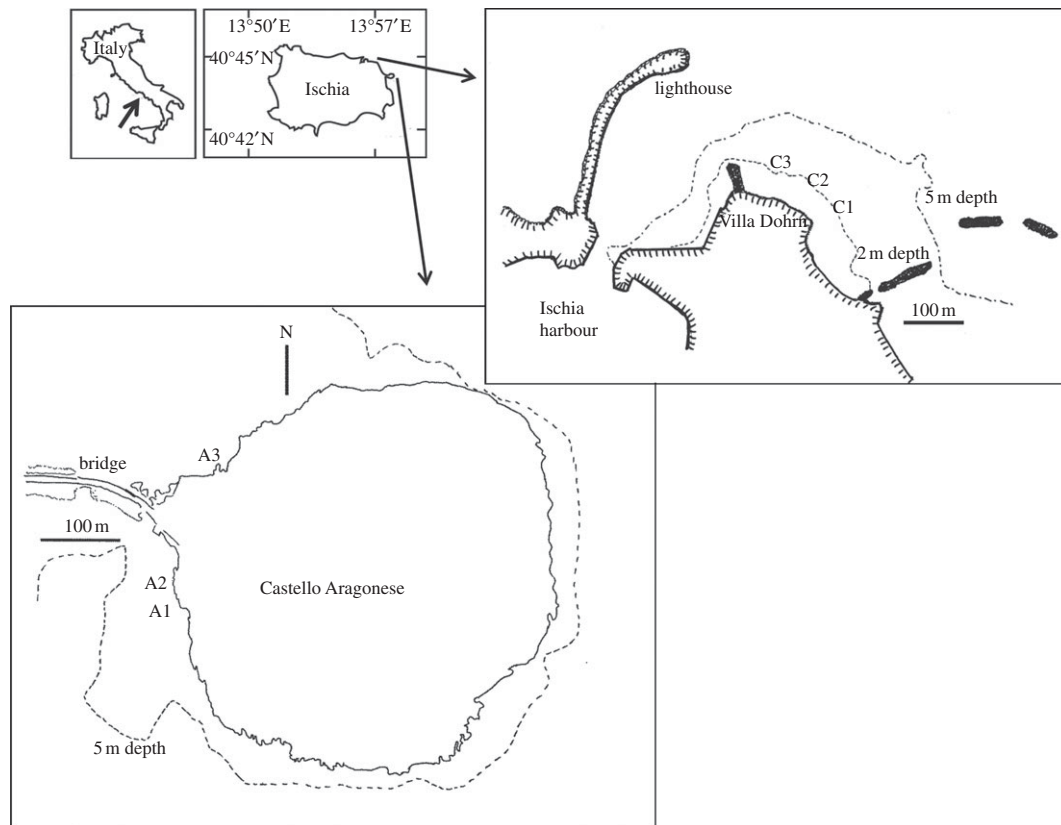 Italy
13°50′E
13°57′E
40°45′N
Ischia
40°42′N
lighthouse
C3
C2
C1
5 m depth
Villa Dohrn
2 m depth
Ischia
harbour
100 m
N
A3
bridge
100 m
A2
A1
Castello Aragonese
5 m depth